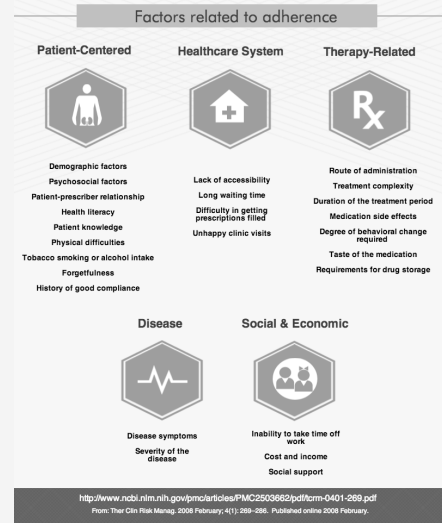 Factors related to adherence
Patient-Centered
Demographic factors
Psychosocial factors
Patient-prescriber relationship
Health literacy
Patient knowledge
Physical difficulties
Tobacco smoking or alcohol intake
Forgetfulness
History of good compliance
Healthcare System
Lack of accessibility
Long waiting time
Difficulty in getting
prescriptions filled
Unhappy clinic visits
Therapy-Related
Rx
Route of administration
Treatment complexity
Duration of the treatment period
Medication side effects
Degree of behavioral change
required
Taste of the medication
Requirements for drug storage
Disease
Disease symptoms
Severity of the
disease
Social & Economic
Inability to take time off
work
Cost and income
Social support
http://www.ncbi.nlm.nih.gov/pmc/articles/PMC2503662/pdf/tcrm-0401-269.pdf
From: Ther Clin Risk Manag. 2008 February; 4(1): 269–286. Published online 2008 February.